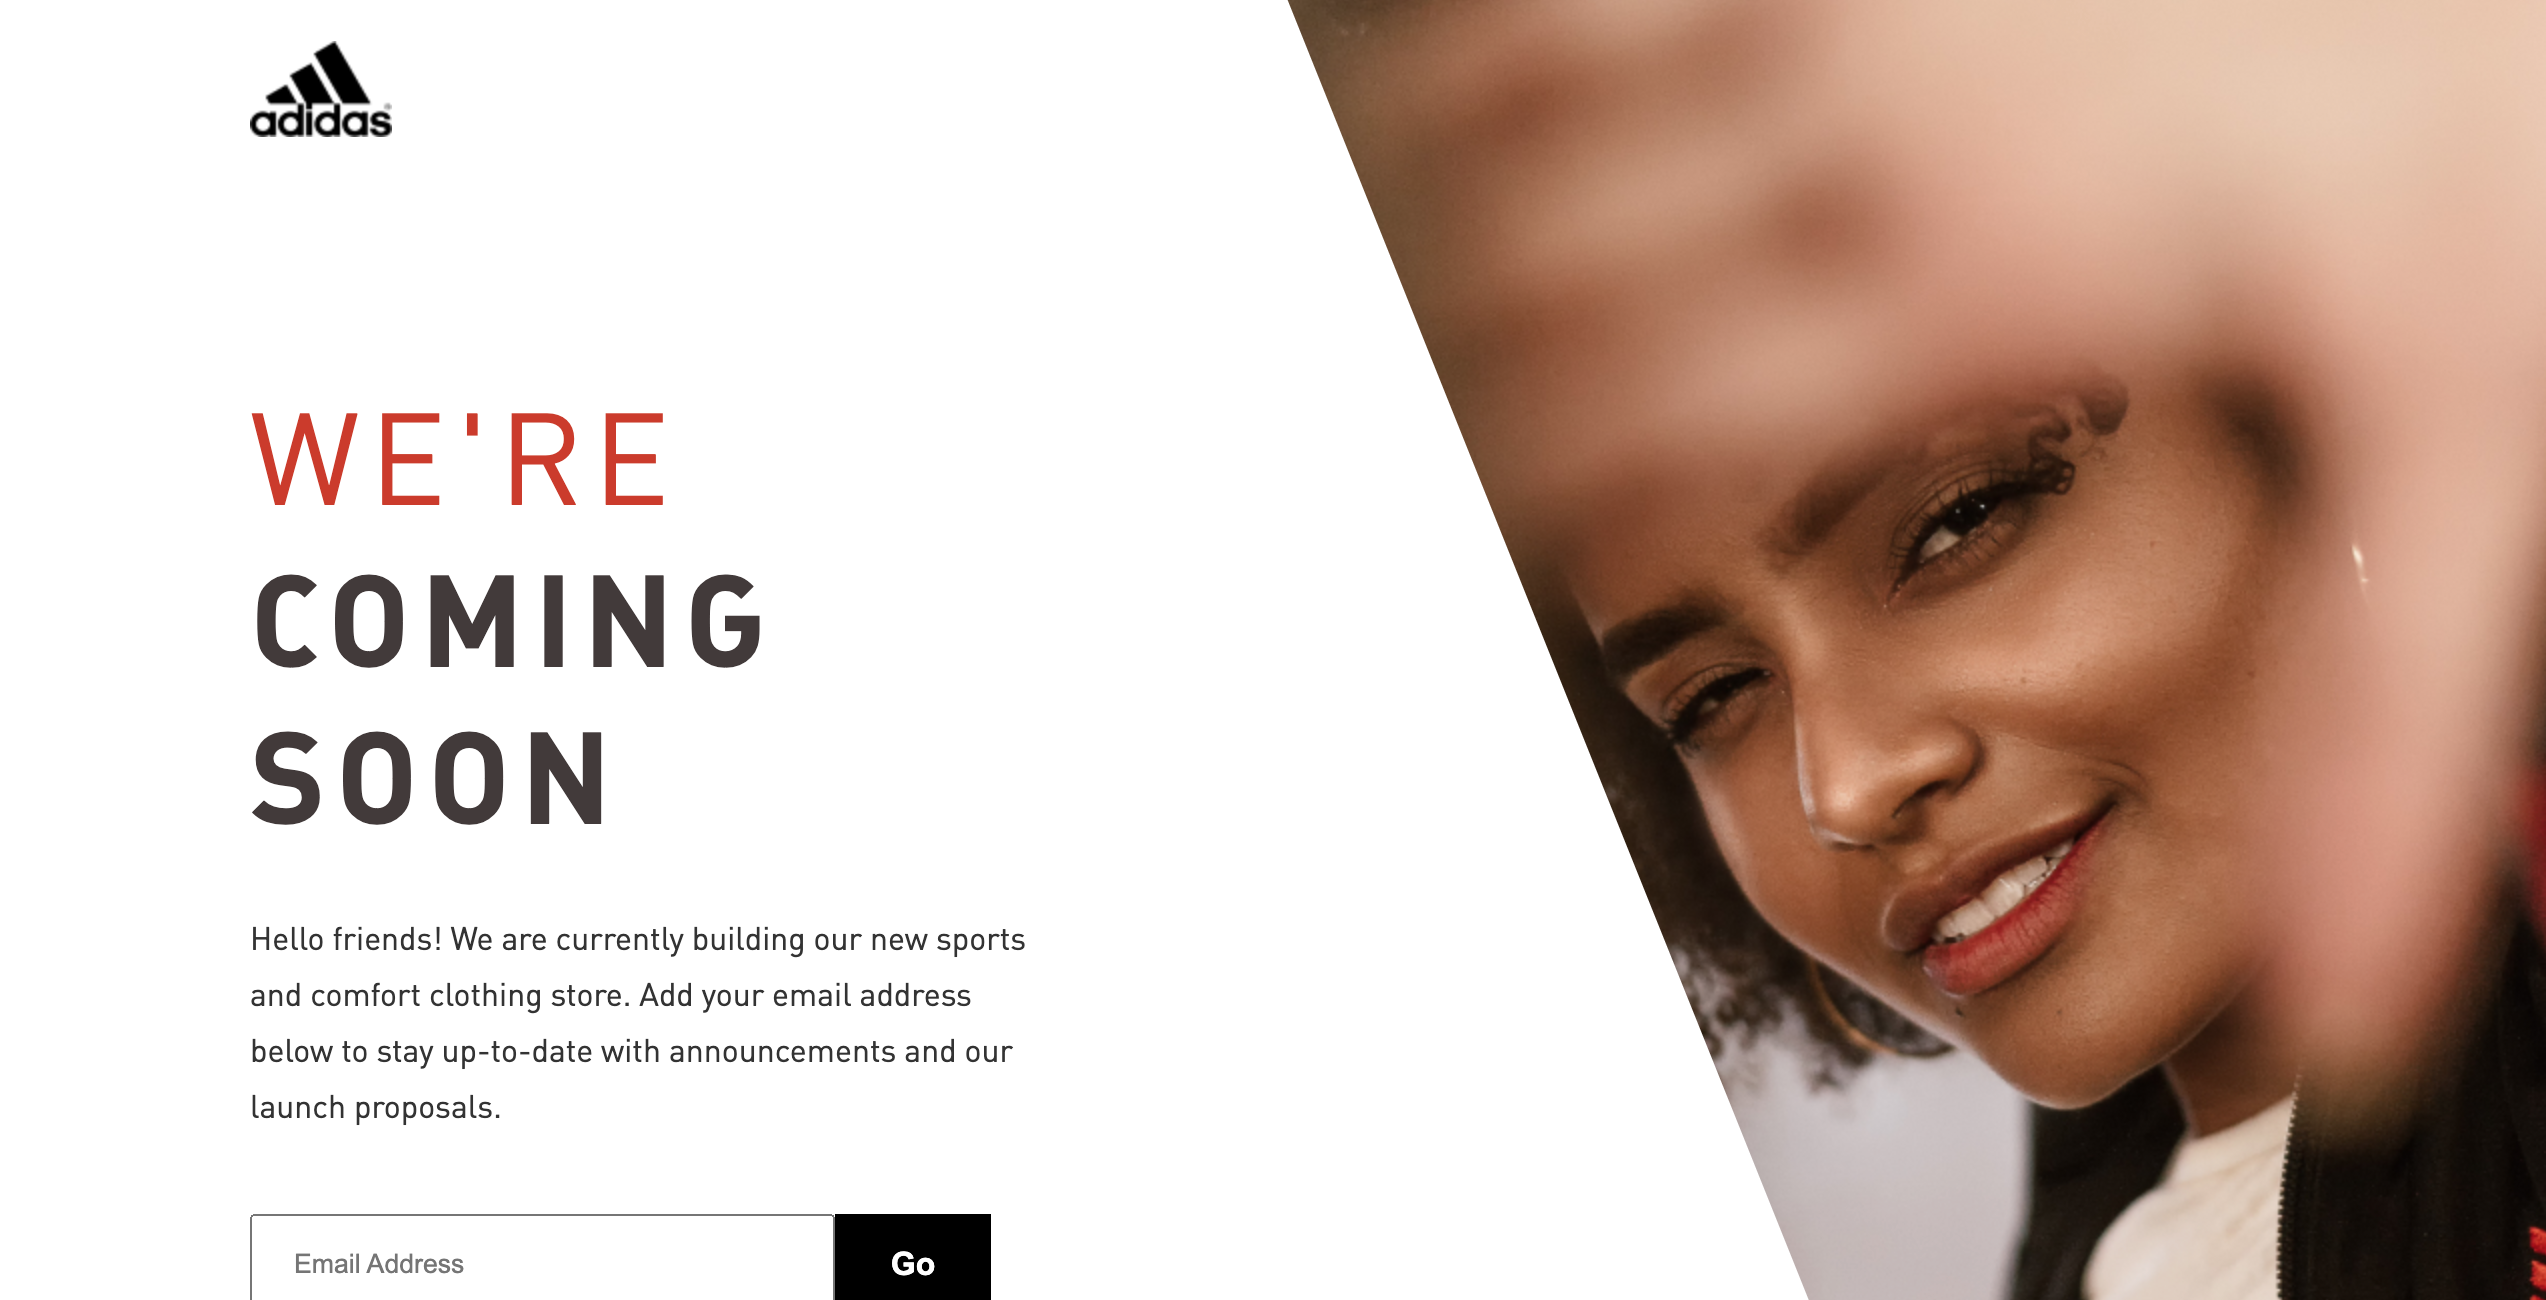 adidas®
WE'RE
COMING
SOON
Hello friends! We are currently building our new sports
and comfort clothing store. Add your email address
below to stay up-to-date with announcements and our
launch proposals.
Email Address
Go